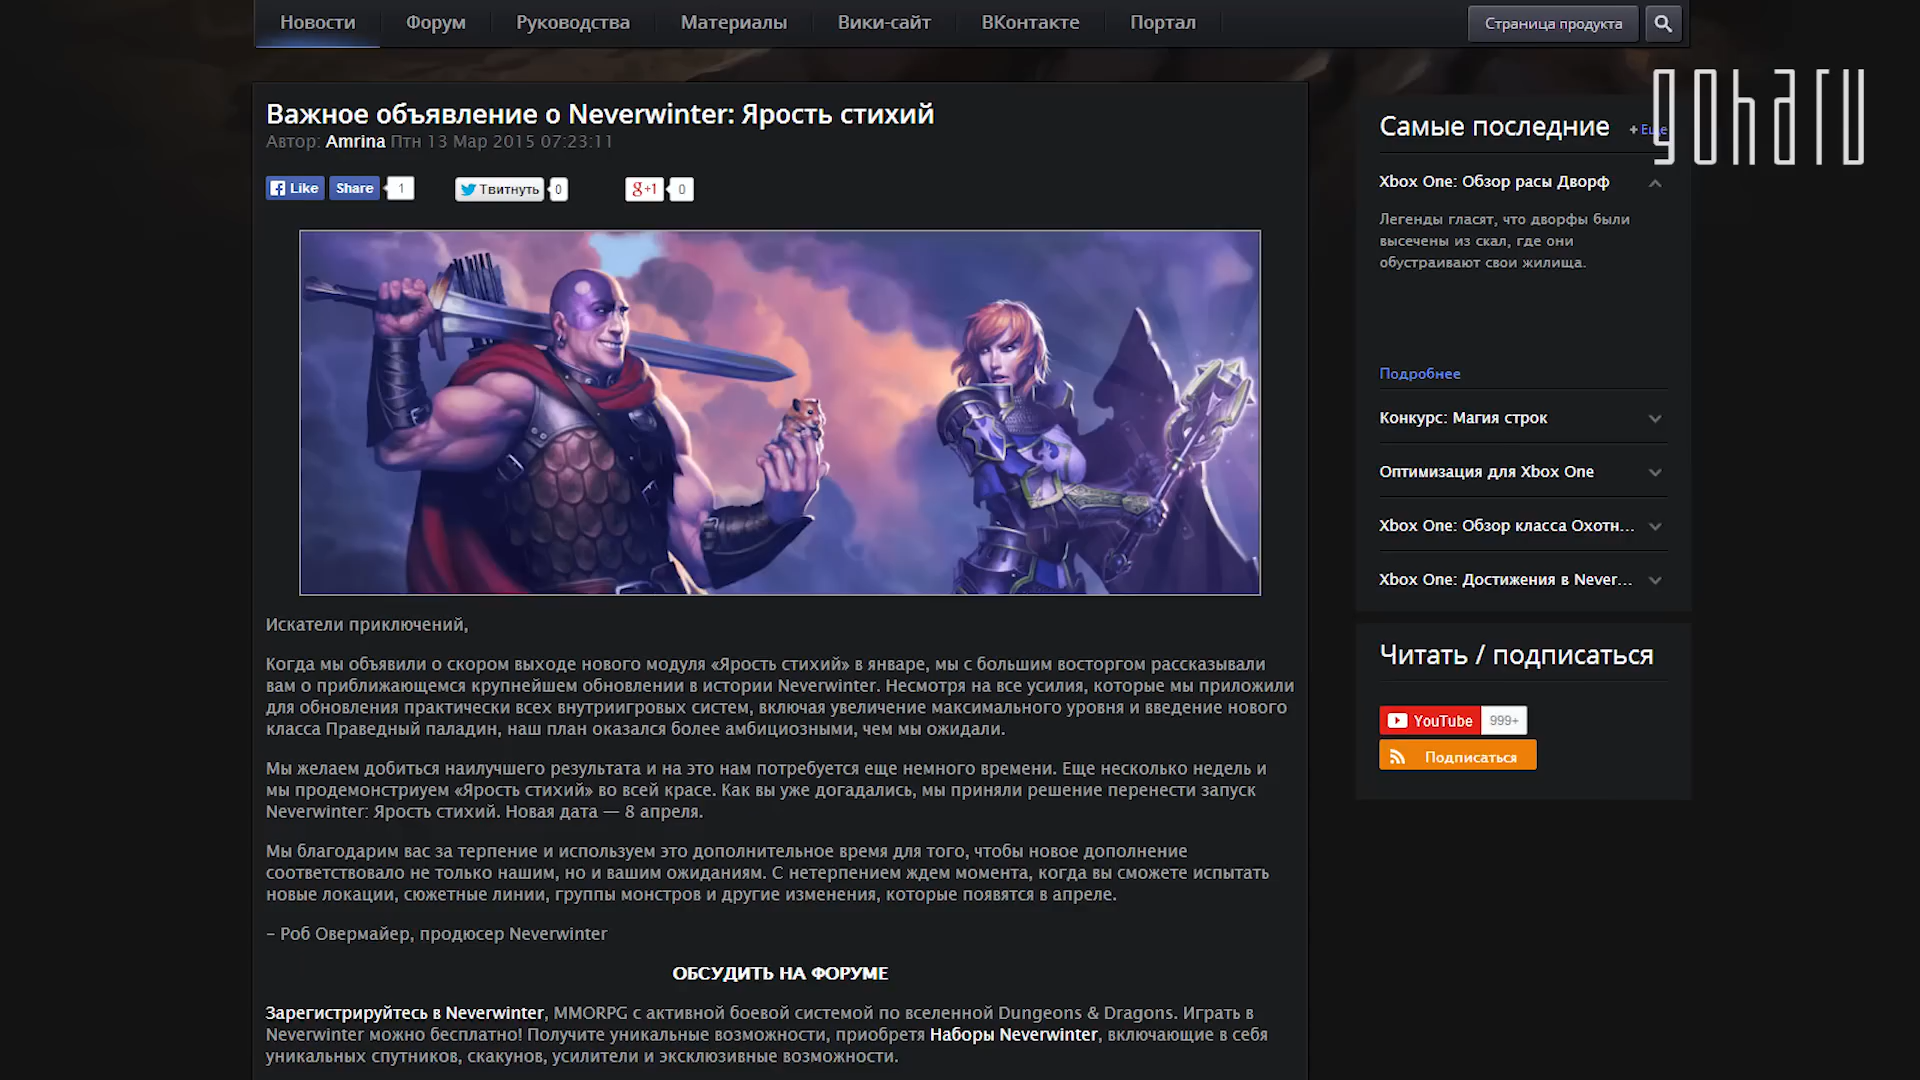 Новости
Форум
Руководства
Материалы
Вики-сайт
ВКонтакте
Портал
Страница продукта
goharu
Важное объявление о Neverwinter: Ярость стихий
Автор: Amrina Птн 13 Мар 2015 07:23:11
Like
Share
1
Твитнуть
0
g+1
0
Искатели приключений,
Когда мы объявили о скором выходе нового модуля «Ярость стихий» в январе, мы с большим восторгом рассказывали
вам о приближающемся крупнейшем обновлении в истории Neverwinter. Несмотря на все усилия, которые мы приложили
для обновления практически всех внутриигровых систем, включая увеличение максимального уровня и введение нового
класса Праведный паладин, наш план оказался более амбициозными, чем мы ожидали.
Мы желаем добиться наилучшего результата и на это нам потребуется еще немного времени. Еще несколько недель и
мы продемонстриуем «Ярость стихий» во всей красе. Как вы уже догадались, мы приняли решение перенести запуск
Neverwinter: Ярость стихий. Новая дата — 8 апреля.
Мы благодарим вас за терпение и используем это дополнительное время для того, чтобы новое дополнение
соответствовало не только нашим, но и вашим ожиданиям. С нетерпением ждем момента, когда вы сможете испытать
новые локации, сюжетные линии, группы монстров и другие изменения, которые появятся в апреле.
– Роб Овермайер, продюсер Neverwinter
ОБСУДИТЬ НА ФОРУМЕ
Зарегистрируйтесь в Neverwinter, MMORPG с активной боевой системой по вселенной Dungeons & Dragons. Играть в
Neverwinter можно бесплатно! Получите уникальные возможности, приобретя Наборы Neverwinter, включающие в себя
уникальных спутников, скакунов, усилители и эксклюзивные возможности.
Самые последние
+ Еще
Xbox One: Обзор расы Дворф
Легенды гласят, что дворфы были
высечены из скал, где они
обустраивают свои жилища.
Подробнее
Конкурс: Магия строк
Оптимизация для Xbox One
Xbox One: Обзор класса Охотн...
Xbox One: Достижения в Never...
Читать / подписаться
YouTube
999+
Подписаться